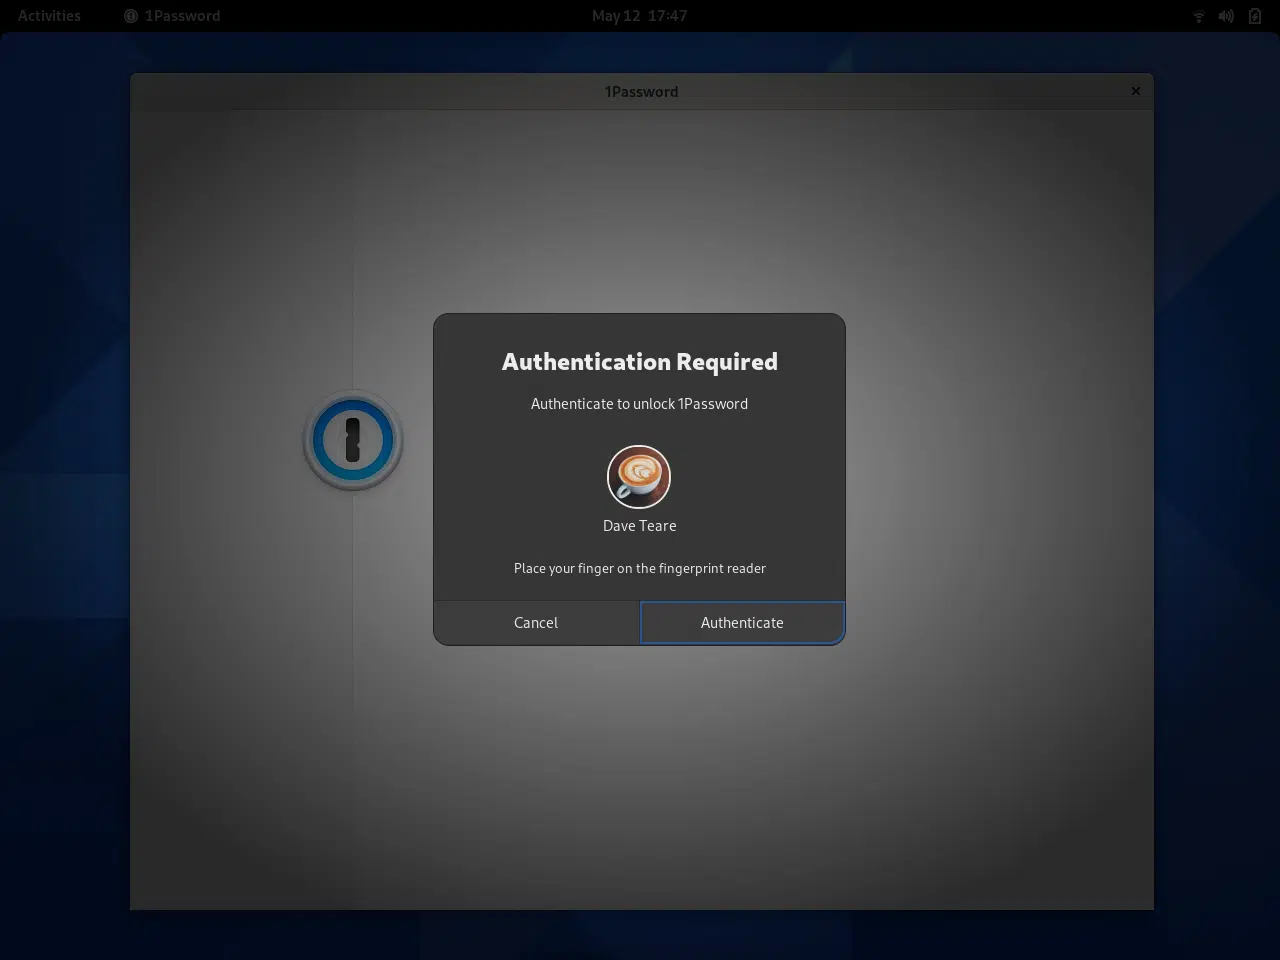 Activities
1Password
May 12 17:47
1Password
Authentication Required
Authenticate to unlock 1Password
Dave Teare
Place your finger on the fingerprint reader
Cancel
Authenticate